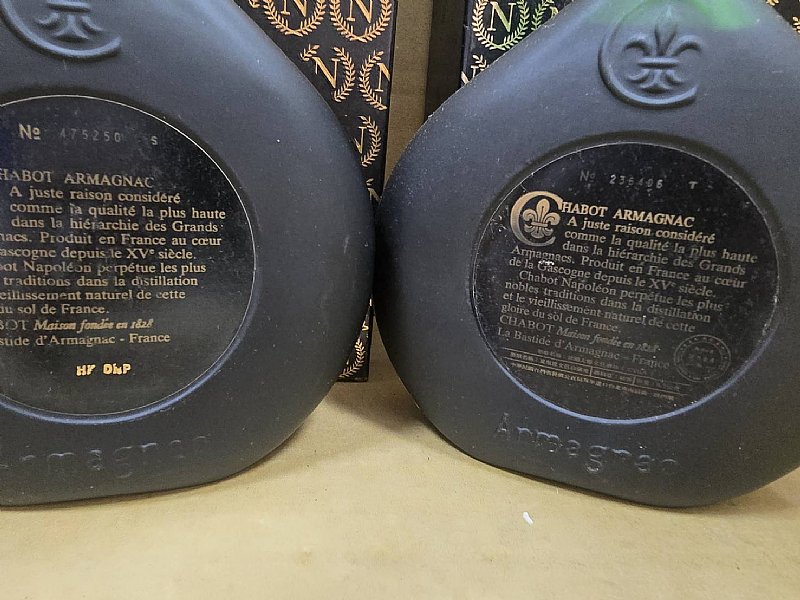 N
N
N
N
N
Nº 475250 S
HABOT ARMAGNAC
A juste raison considéré
comme la qualité la plus haute
dans la hiérarchie des Grands
nacs. Produit en France au cœur
ascogne depuis le XVᵉ siècle.
ot Napoléon perpétue les plus
traditions dans la distillation
ieillissement naturel de cette
du sol de France.
BOT Maison fondée en 1828
astide d'Armagnac - France
HF DHP
Armagnac
Nº 236406 T
CHABOT ARMAGNAC
A juste raison considéré
comme la qualité la plus haute
dans la hiérarchie des Grands
Armagnacs. Produit en France au cœur
de la Gascogne depuis le XVᵉ siècle.
Chabot Napoléon perpétue les plus
nobles traditions dans la distillation
et le vieillissement naturel de cette
gloire du sol de France.
CHABOT Maison fondée en 1828
La Bastide d'Armagnac - France
Armagnac